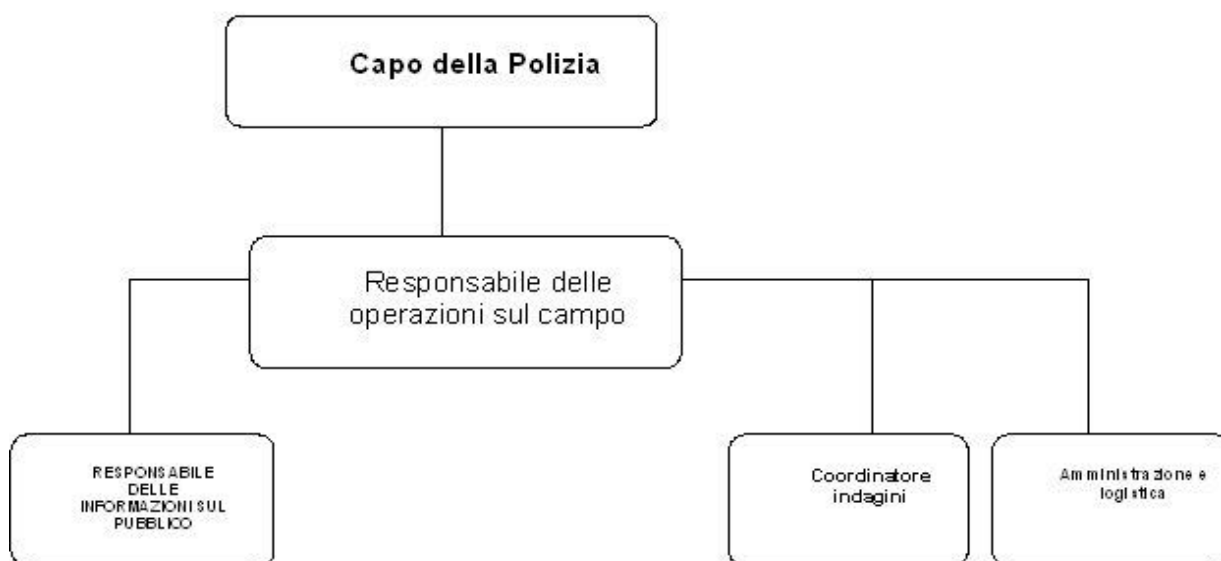 Capo della Polizia
Responsabile delle
operazioni sul campo
RESPONSABILE
DELLE
INFORMAZIONI SUL
PUBBLICO
Coordinatore
indagini
Amministrazione e
logistica